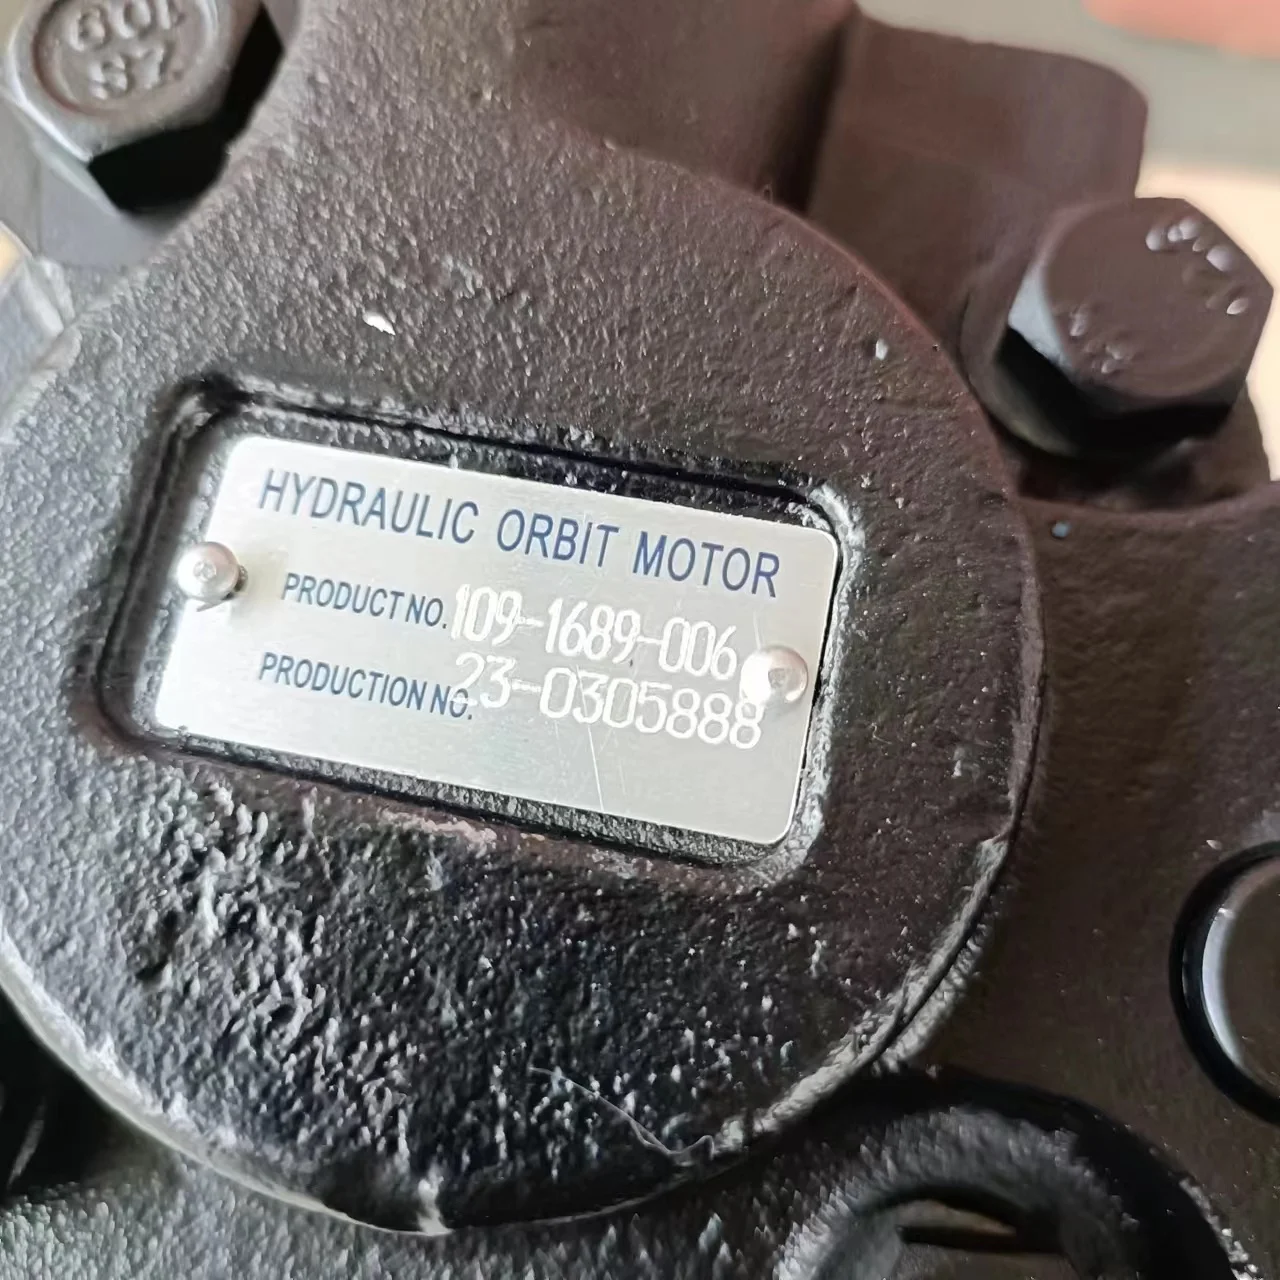 HYDRAULIC ORBIT MOTOR
PRODUCT NO. 109-1689-006
PRODUCTION NO. 23-0305888